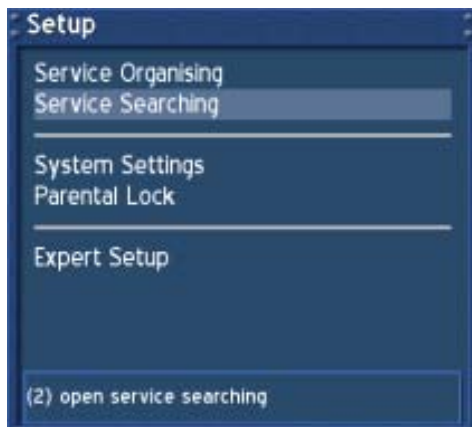 Setup
Service Organising
Service Searching
System Settings
Parental Lock
Expert Setup
(2) open service searching